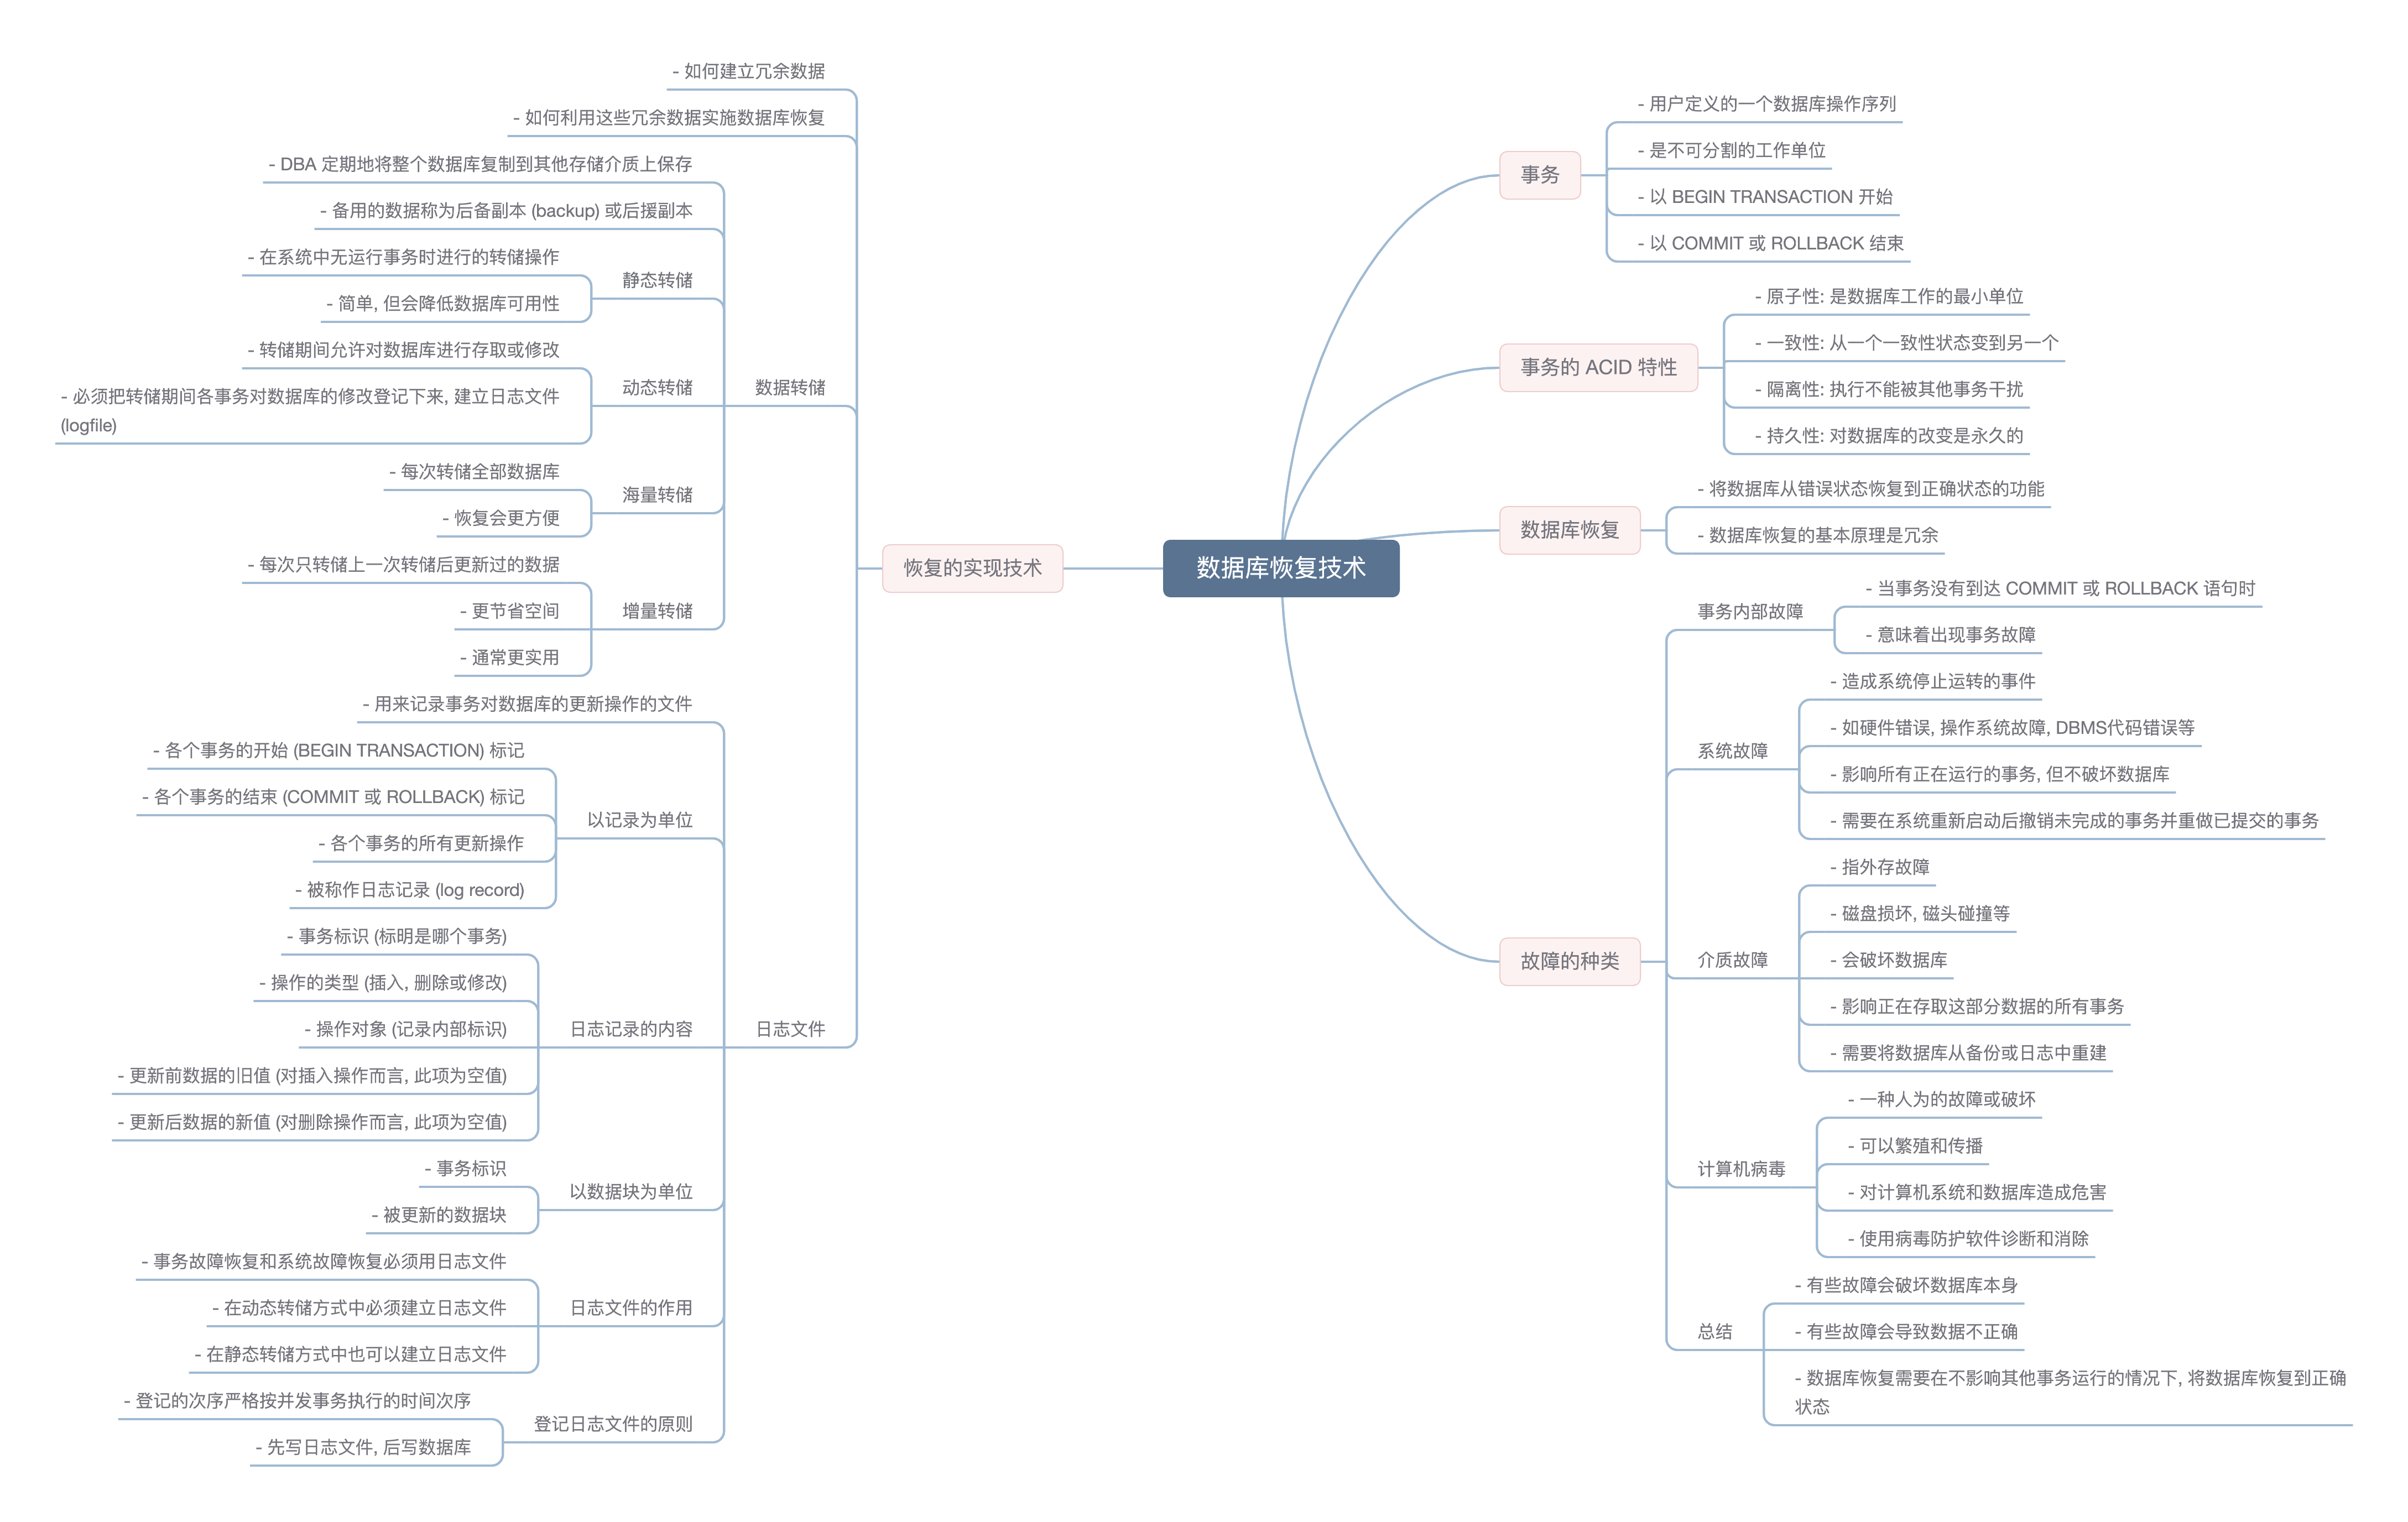 数据库恢复技术
事务
- 用户定义的一个数据库操作序列
- 是不可分割的工作单位
- 以 BEGIN TRANSACTION 开始
- 以 COMMIT 或 ROLLBACK 结束
事务的 ACID 特性
- 原子性: 是数据库工作的最小单位
- 一致性: 从一个一致性状态变到另一个
- 隔离性: 执行不能被其他事务干扰
- 持久性: 对数据库的改变是永久的
数据库恢复
- 将数据库从错误状态恢复到正确状态的功能
- 数据库恢复的基本原理是冗余
故障的种类
事务内部故障
- 当事务没有到达 COMMIT 或 ROLLBACK 语句时
- 意味着出现事务故障
系统故障
- 造成系统停止运转的事件
- 如硬件错误, 操作系统故障, DBMS代码错误等
- 影响所有正在运行的事务, 但不破坏数据库
- 需要在系统重新启动后撤销未完成的事务并重做已提交的事务
介质故障
- 指外存故障
- 磁盘损坏, 磁头碰撞等
- 会破坏数据库
- 影响正在存取这部分数据的所有事务
- 需要将数据库从备份或日志中重建
计算机病毒
- 一种人为的故障或破坏
- 可以繁殖和传播
- 对计算机系统和数据库造成危害
- 使用病毒防护软件诊断和消除
总结
- 有些故障会破坏数据库本身
- 有些故障会导致数据不正确
- 数据库恢复需要在不影响其他事务运行的情况下, 将数据库恢复到正确
状态
恢复的实现技术
- 如何建立冗余数据
- 如何利用这些冗余数据实施数据库恢复
数据转储
- DBA 定期地将整个数据库复制到其他存储介质上保存
- 备用的数据称为后备副本 (backup) 或后援副本
静态转储
- 在系统中无运行事务时进行的转储操作
- 简单, 但会降低数据库可用性
动态转储
- 转储期间允许对数据库进行存取或修改
- 必须把转储期间各事务对数据库的修改登记下来, 建立日志文件
(logfile)
海量转储
- 每次转储全部数据库
- 恢复会更方便
增量转储
- 每次只转储上一次转储后更新过的数据
- 更节省空间
- 通常更实用
日志文件
- 用来记录事务对数据库的更新操作的文件
以记录为单位
- 各个事务的开始 (BEGIN TRANSACTION) 标记
- 各个事务的结束 (COMMIT 或 ROLLBACK) 标记
- 各个事务的所有更新操作
- 被称作日志记录 (log record)
日志记录的内容
- 事务标识 (标明是哪个事务)
- 操作的类型 (插入, 删除或修改)
- 操作对象 (记录内部标识)
- 更新前数据的旧值 (对插入操作而言, 此项为空值)
- 更新后数据的新值 (对删除操作而言, 此项为空值)
以数据块为单位
- 事务标识
- 被更新的数据块
日志文件的作用
- 事务故障恢复和系统故障恢复必须用日志文件
- 在动态转储方式中必须建立日志文件
- 在静态转储方式中也可以建立日志文件
登记日志文件的原则
- 登记的次序严格按并发事务执行的时间次序
- 先写日志文件, 后写数据库